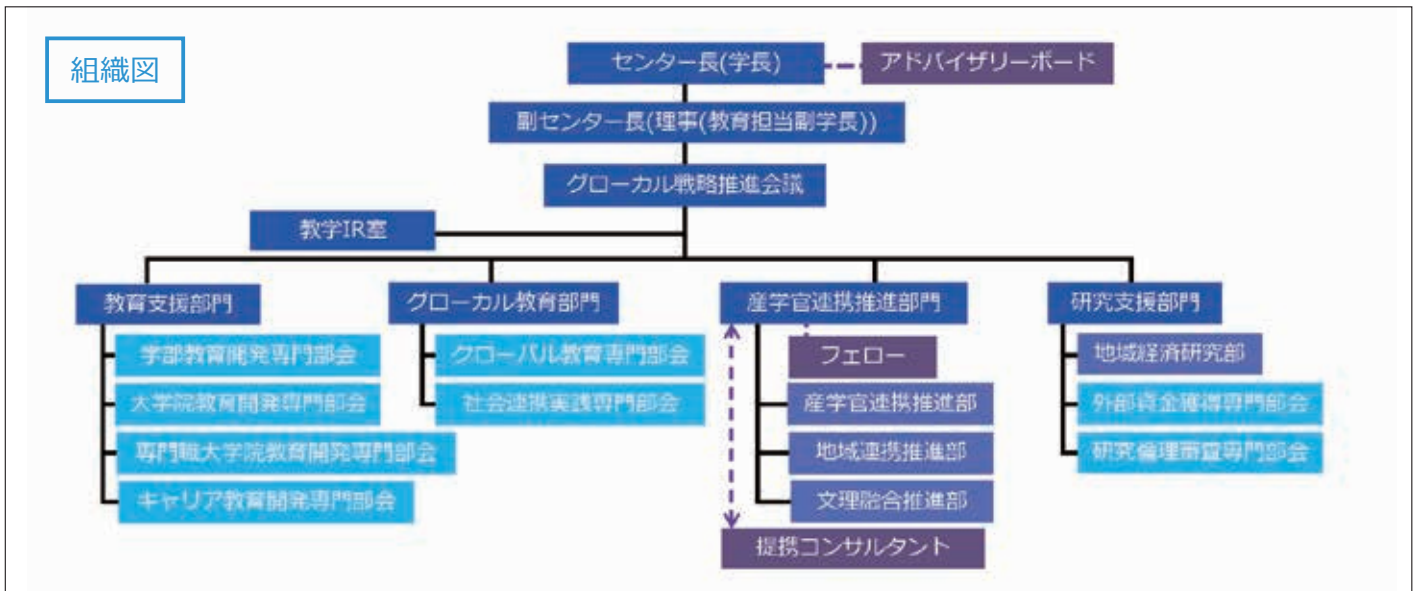 組織図
センター長(学長)
アドバイザリーボード
副センター長(理事(教育担当副学長))
グローカル戦略推進会議
教学IR室
教育支援部門
学部教育開発専門部会
大学院教育開発専門部会
専門職大学院教育開発専門部会
キャリア教育開発専門部会
グローカル教育部門
グローバル教育専門部会
社会連携実践専門部会
産学官連携推進部門
フェロー
産学官連携推進部
地域連携推進部
文理融合推進部
提携コンサルタント
研究支援部門
地域経済研究部
外部資金獲得専門部会
研究倫理審査専門部会